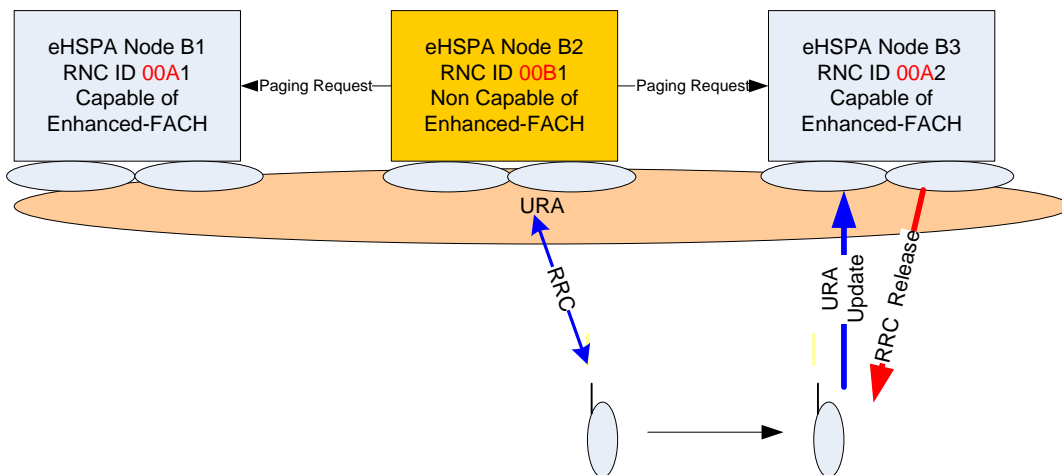 eHSPA Node B1
RNC ID 00A1
Capable of
Enhanced-FACH
Paging Request
eHSPA Node B2
RNC ID 00B1
Non Capable of
Enhanced-FACH
Paging Request
eHSPA Node B3
RNC ID 00A2
Capable of
Enhanced-FACH
URA
RRC
URA
Update
RRC Release